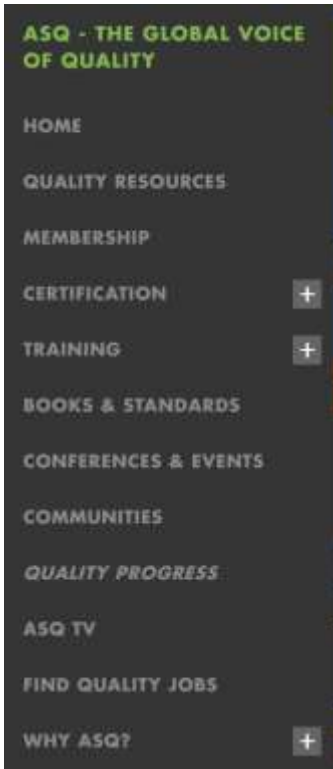 ASQ - THE GLOBAL VOICE
OF QUALITY
HOME
QUALITY RESOURCES
MEMBERSHIP
CERTIFICATION +
TRAINING +
BOOKS & STANDARDS
CONFERENCES & EVENTS
COMMUNITIES
QUALITY PROGRESS
ASQ TV
FIND QUALITY JOBS
WHY ASQ? +